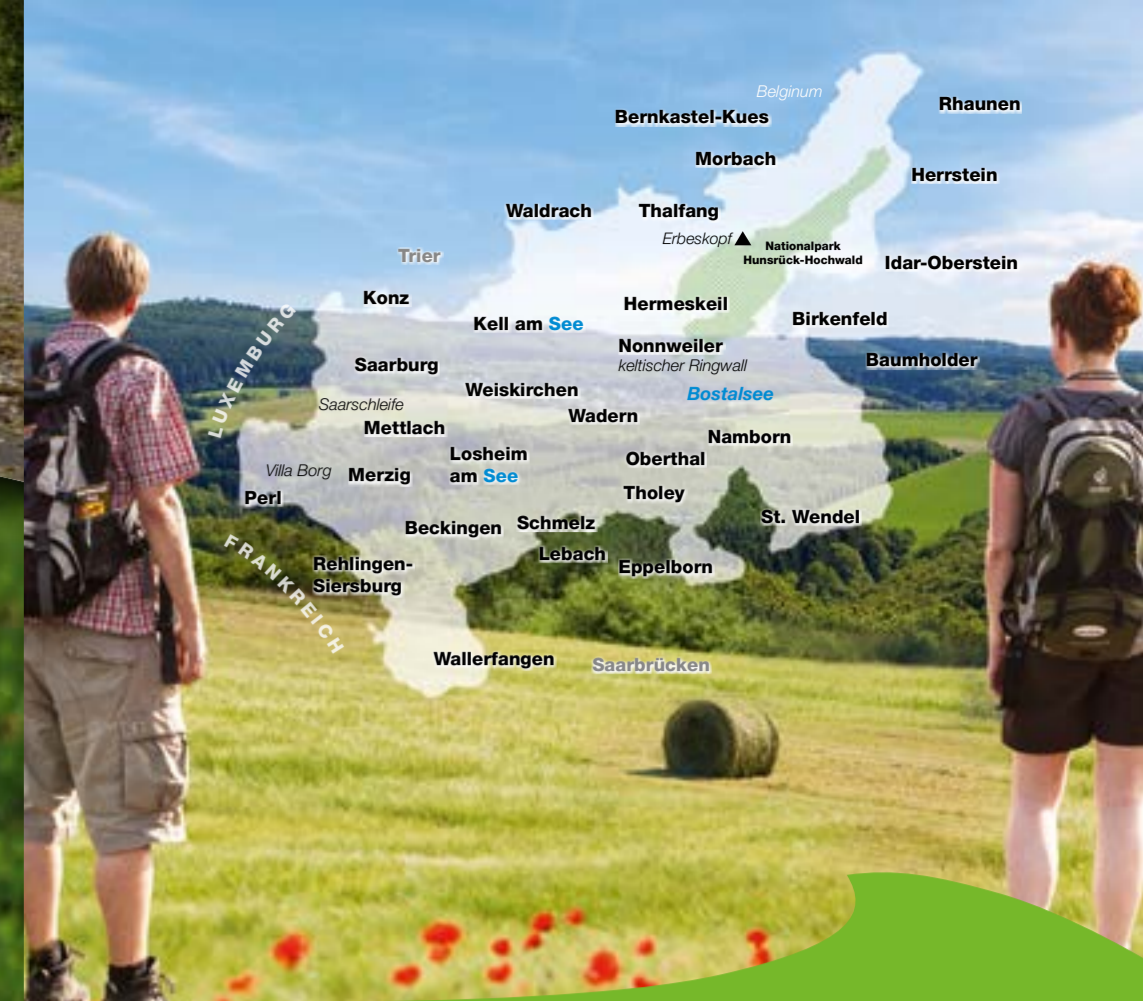 Belginum
Rhaunen
Bernkastel-Kues
Morbach
Herrstein
Waldrach
Thalfang
Erbeskopf
Nationalpark
Hunsrück-Hochwald
Trier
Idar-Oberstein
Konz
Hermeskeil
Kell am See
Birkenfeld
LUXEMBURG
Nonnweiler
keltischer Ringwall
Baumholder
Saarburg
Weiskirchen
Bostalsee
Saarschleife
Wadern
Mettlach
Namborn
Losheim
am See
Oberthal
Villa Borg
Merzig
Perl
Tholey
St. Wendel
Beckingen
Schmelz
Lebach
Eppelborn
FRANKREICH
Rehlingen-
Siersburg
Wallerfangen
Saarbrücken